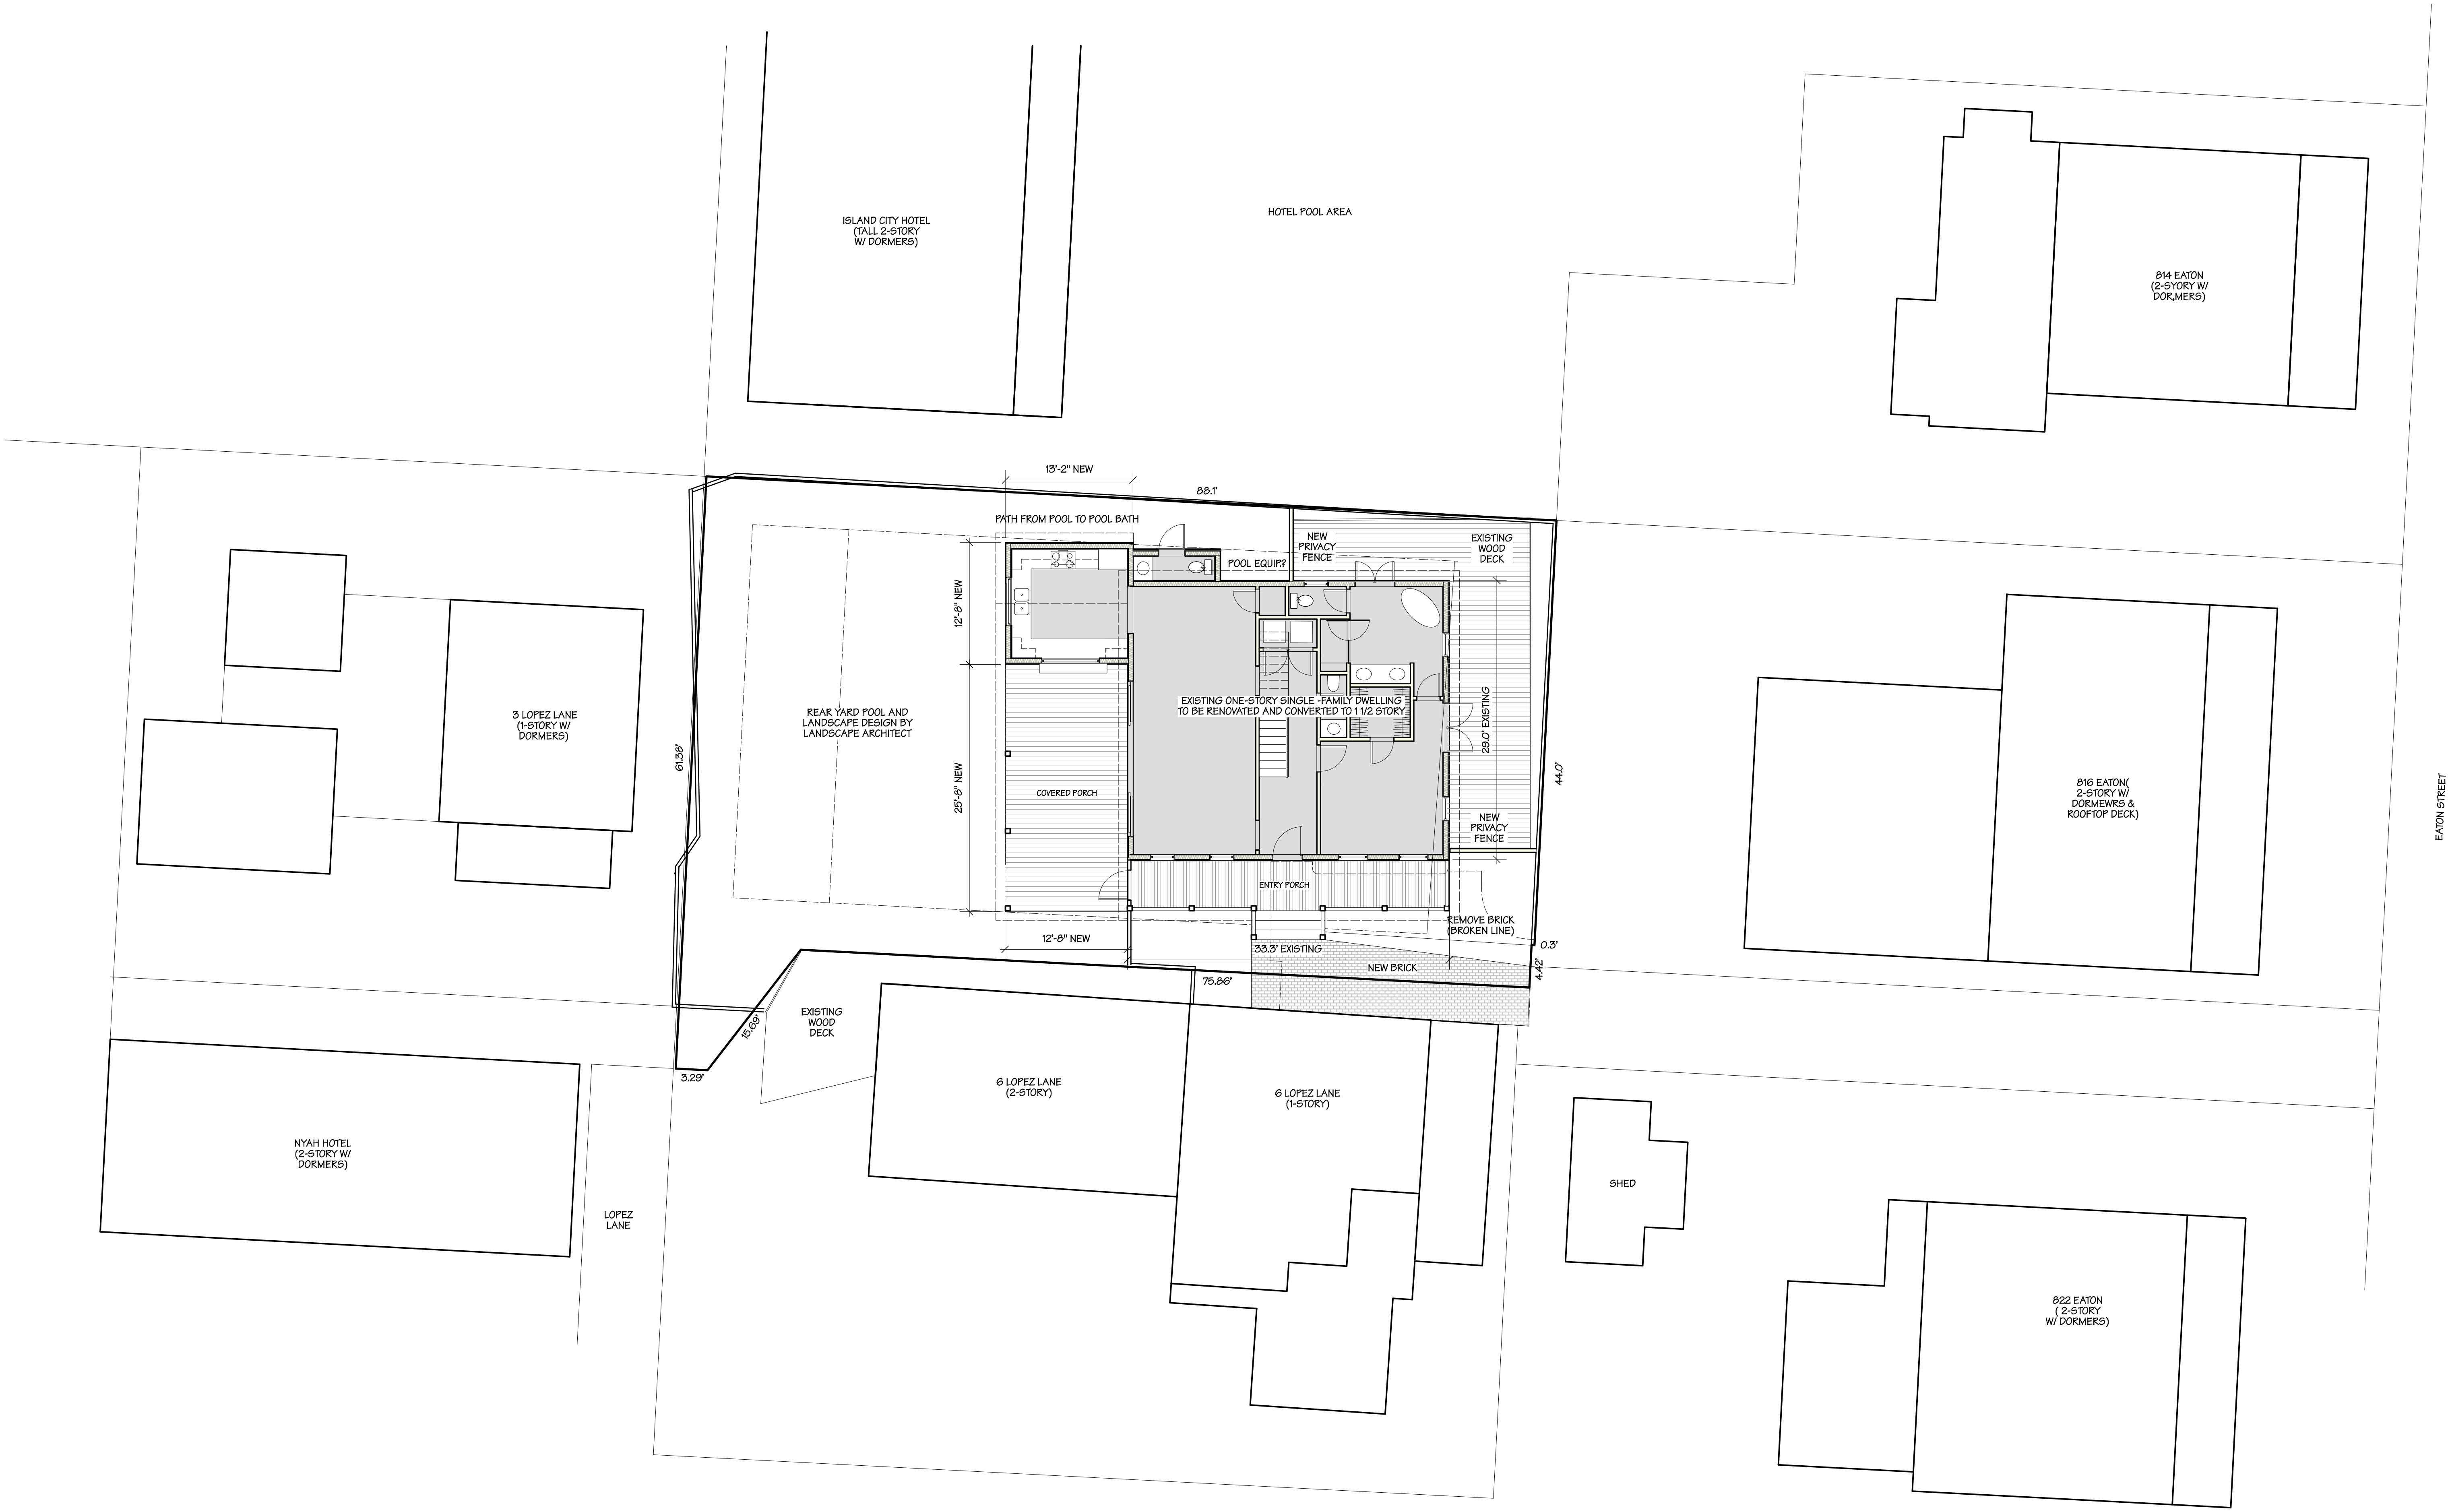 ISLAND CITY HOTEL
(TALL 2-STORY
W/ DORMERS)
HOTEL POOL AREA
814 EATON
(2-SYORY W/
DOR,MERS)
13'-2" NEW
88.1'
PATH FROM POOL TO POOL BATH
NEW
PRIVACY
FENCE
EXISTING
WOOD
DECK
POOL EQUIP.?
12'-8" NEW
3 LOPEZ LANE
(1-STORY W/
DORMERS)
REAR YARD POOL AND
LANDSCAPE DESIGN BY
LANDSCAPE ARCHITECT
EXISTING ONE-STORY SINGLE -FAMILY DWELLING
TO BE RENOVATED AND CONVERTED TO 1 1/2 STORY
29.0' EXISTING
61.38'
25'-8" NEW
COVERED PORCH
44.0'
816 EATON(
2-STORY W/
DORMEWRS &
ROOFTOP DECK)
EATON STREET
NEW
PRIVACY
FENCE
ENTRY PORCH
REMOVE BRICK
(BROKEN LINE)
12'-8" NEW
33.3' EXISTING
0.3'
NEW BRICK
4.42'
75.86'
EXISTING
WOOD
DECK
15.69'
3.29'
6 LOPEZ LANE
(2-STORY)
6 LOPEZ LANE
(1-STORY)
NYAH HOTEL
(2-STORY W/
DORMERS)
LOPEZ
LANE
SHED
822 EATON
( 2-STORY
W/ DORMERS)